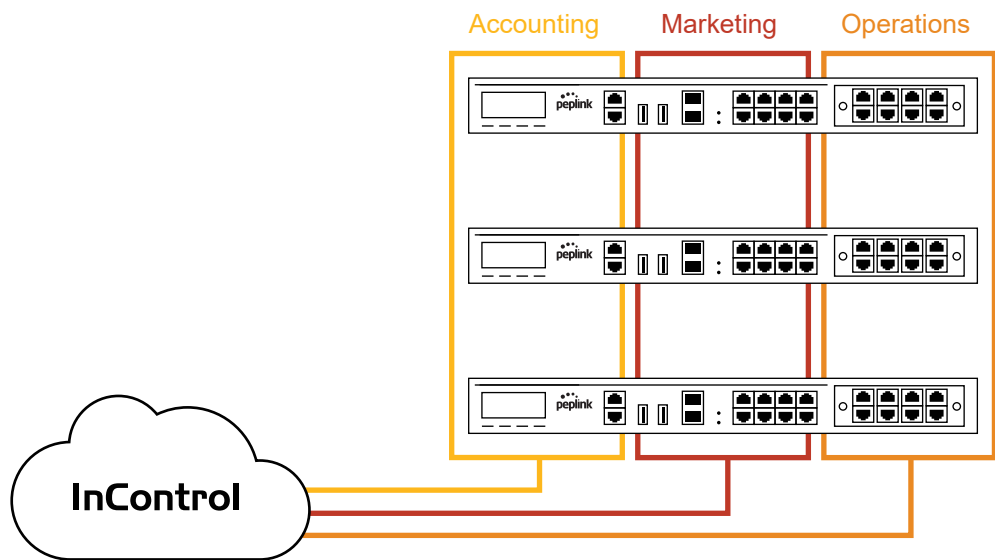 Accounting Marketing Operations
peplink
peplink
peplink
InControl